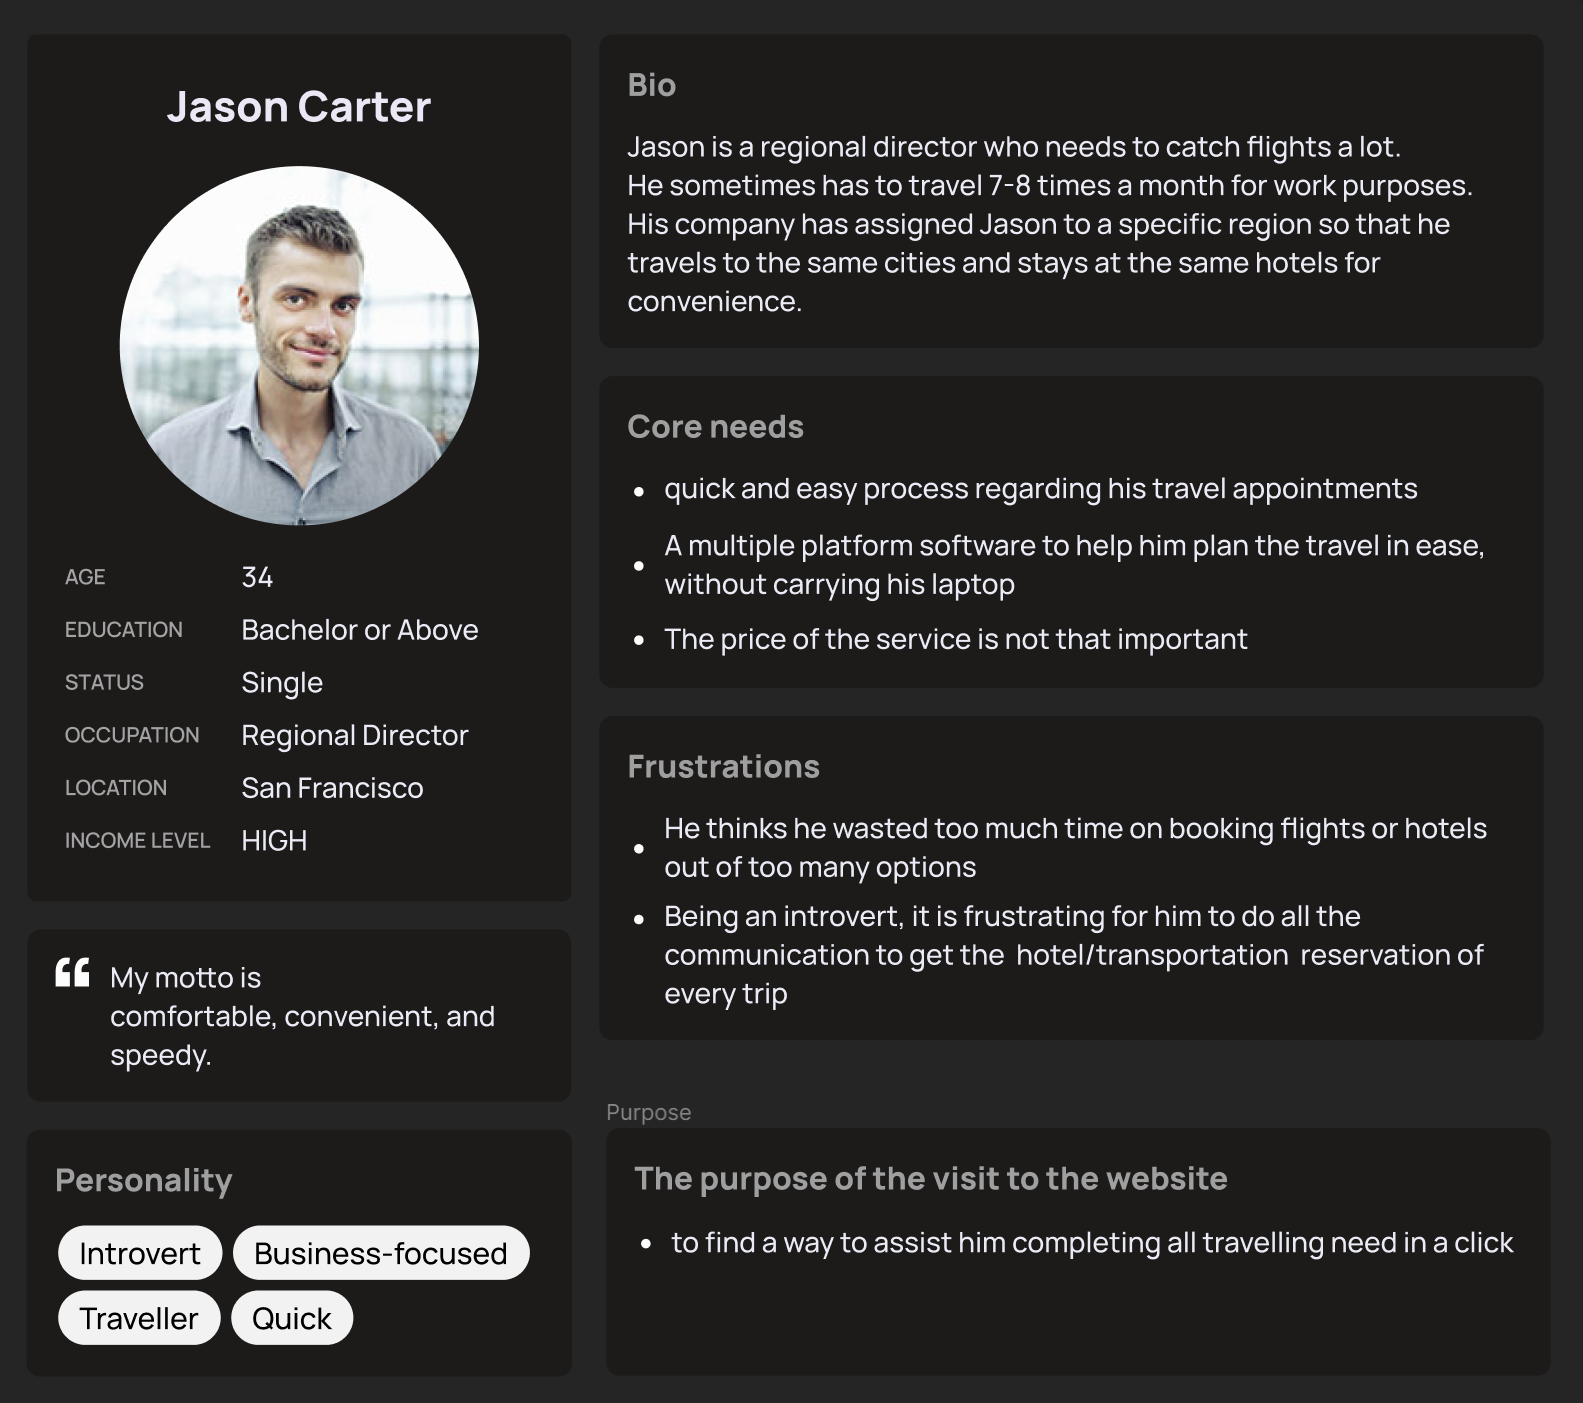 Jason Carter
AGE 34
EDUCATION Bachelor or Above
STATUS Single
OCCUPATION Regional Director
LOCATION San Francisco
INCOME LEVEL HIGH
“ My motto is
comfortable, convenient, and
speedy.
Personality
Introvert Business-focused
Traveller Quick
Bio
Jason is a regional director who needs to catch flights a lot.
He sometimes has to travel 7-8 times a month for work purposes.
His company has assigned Jason to a specific region so that he
travels to the same cities and stays at the same hotels for
convenience.
Core needs
• quick and easy process regarding his travel appointments
• A multiple platform software to help him plan the travel in ease,
without carrying his laptop
• The price of the service is not that important
Frustrations
• He thinks he wasted too much time on booking flights or hotels
out of too many options
• Being an introvert, it is frustrating for him to do all the
communication to get the hotel/transportation reservation of
every trip
Purpose
The purpose of the visit to the website
• to find a way to assist him completing all travelling need in a click